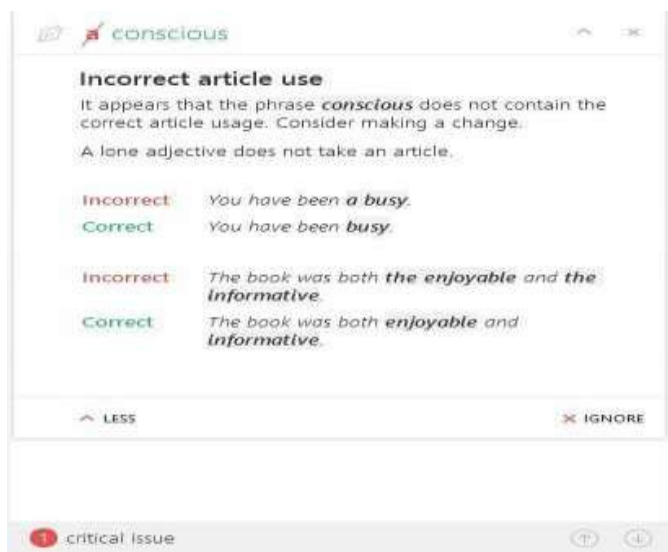 a conscious
Incorrect article use
It appears that the phrase conscious does not contain the
correct article usage. Consider making a change.
A lone adjective does not take an article.
Incorrect You have been a busy.
Correct You have been busy.
Incorrect The book was both the enjoyable and the
informative.
Correct The book was both enjoyable and
informative.
LESS IGNORE
1 critical issue